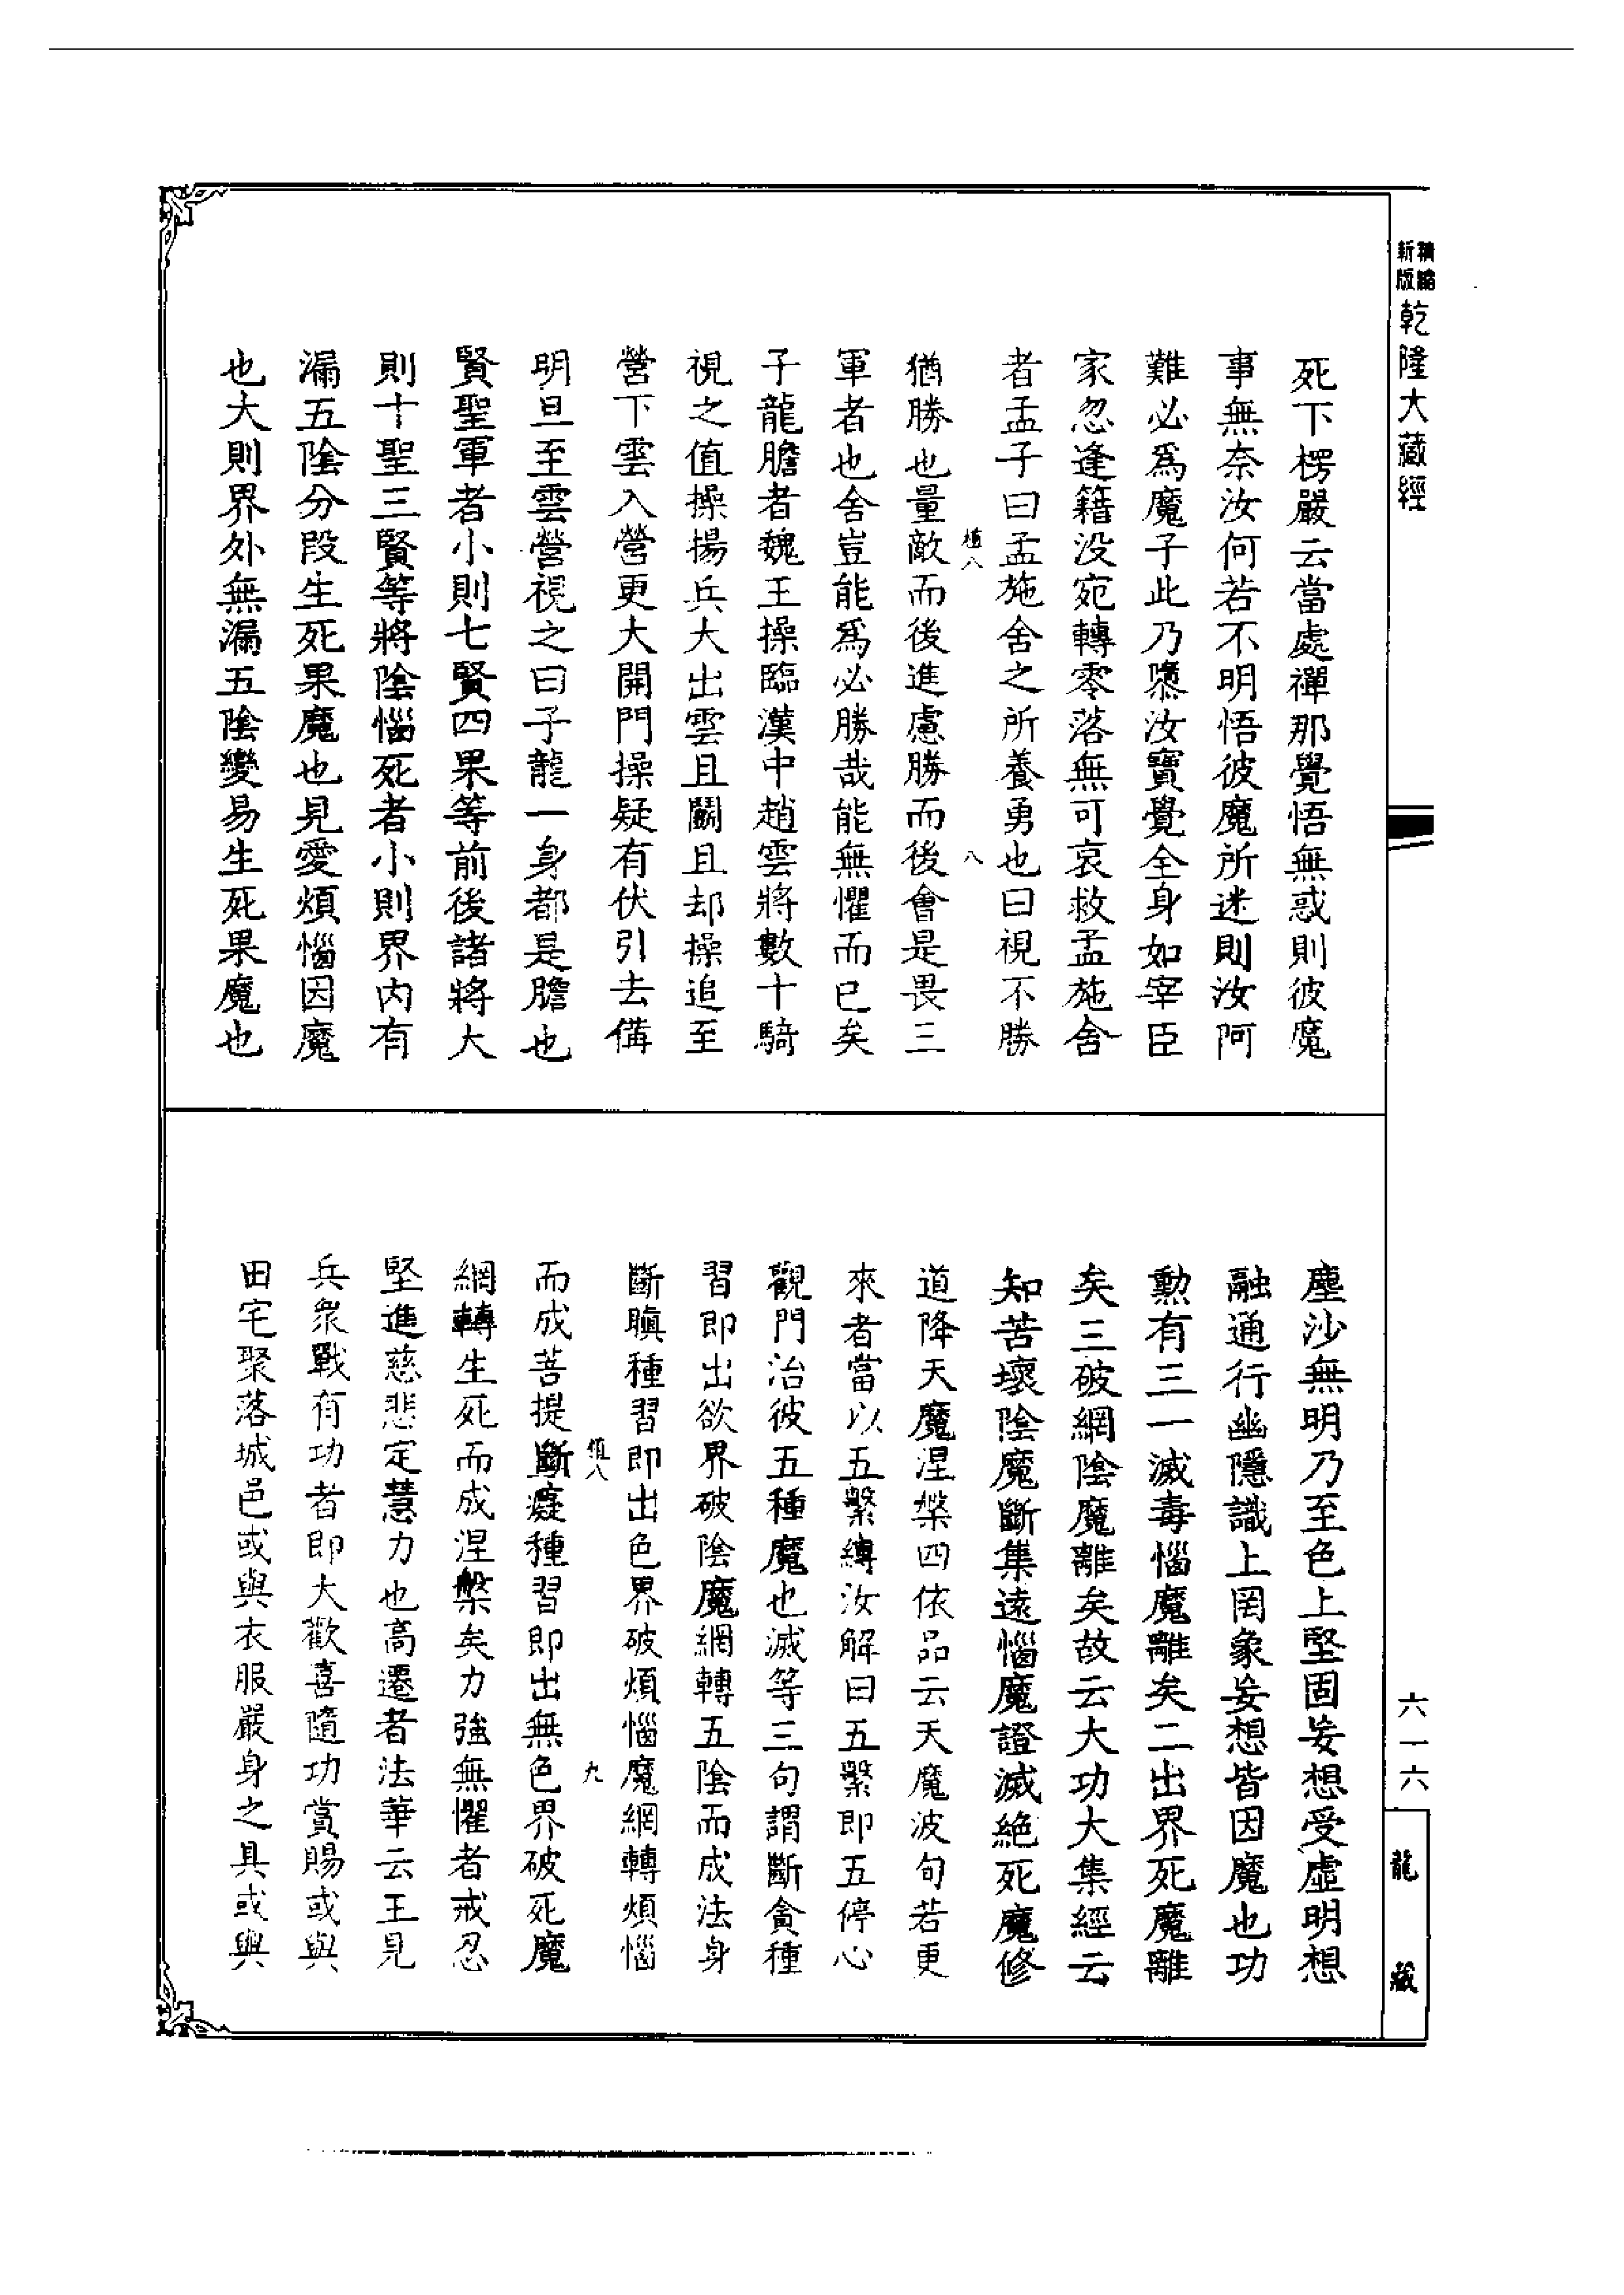 新版精縮乾隆大藏經
死下楞嚴云當處禪那覺悟無惑則彼魔
事無奈汝何若不明悟彼魔所迷則汝阿
難必爲魔子此乃隳汝寶覺全身如宰臣
家忽逢籍没宛轉零落無可哀救孟施舍
者孟子曰孟施舍之所養勇也曰視不勝
植八
八
猶勝也量敵而後進慮勝而後會是畏三
軍者也舍豈能爲必勝哉能無懼而已矣
子龍膽者魏王操臨漢中趙雲將數十騎
視之值操揚兵大出雲且鬬且却操追至
營下雲入營更大開門操疑有伏引去備
明旦至雲營視之曰子龍一身都是膽也
賢聖軍者小則七賢四果等前後諸將大
則十聖三賢等將陰惱死者小則界内有
漏五陰分段生死果魔也見愛煩惱因魔
也大則界外無漏五陰變易生死果魔也
塵沙無明乃至色上堅固妄想受虛明想
融通行幽隱識上罔象妄想皆因魔也功
勲有三一滅毒惱魔離矣二出界死魔離
矣三破網陰魔離矣故云大功大集經云
知苦壞陰魔斷集遠惱魔證滅絶死魔修
道降天魔涅槃四依品云天魔波旬若更
來者當以五繫縛汝解曰五繫即五停心
觀門治彼五種魔也滅等三句謂斷貪種
習即出欲界破陰魔網轉五陰而成法身
斷瞋種習即出色界破煩惱魔網轉煩惱
植八
九
而成菩提斷癡種習即出無色界破死魔
網轉生死而成涅槃矣力強無懼者戒忍
堅進慈悲定慧力也高遷者法華云王見
兵衆戰有功者即大歡喜隨功賞賜或與
田宅聚落城邑或與衣服嚴身之具或與
六一六
龍藏